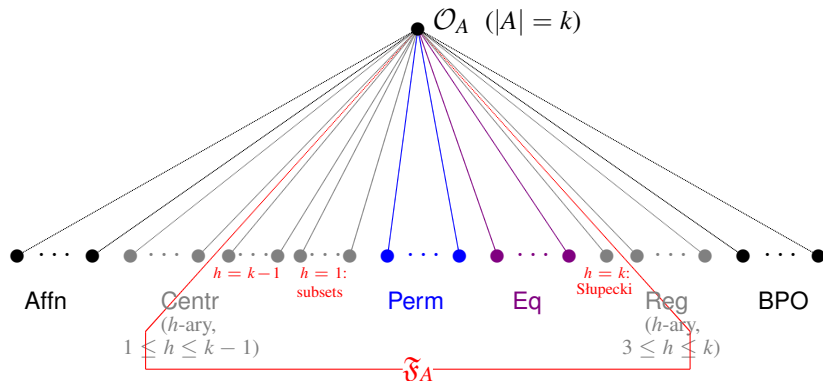 𝒪_A (|A| = k)
· · · · · · · · · · · · · · · · · · · · ·
h = k−1 h = 1: h = k:
subsets Słupecki
Affn Centr Perm Eq Reg BPO
(h-ary, (h-ary,
1 ≤ h ≤ k − 1) 3 ≤ h ≤ k)
𝔉_A